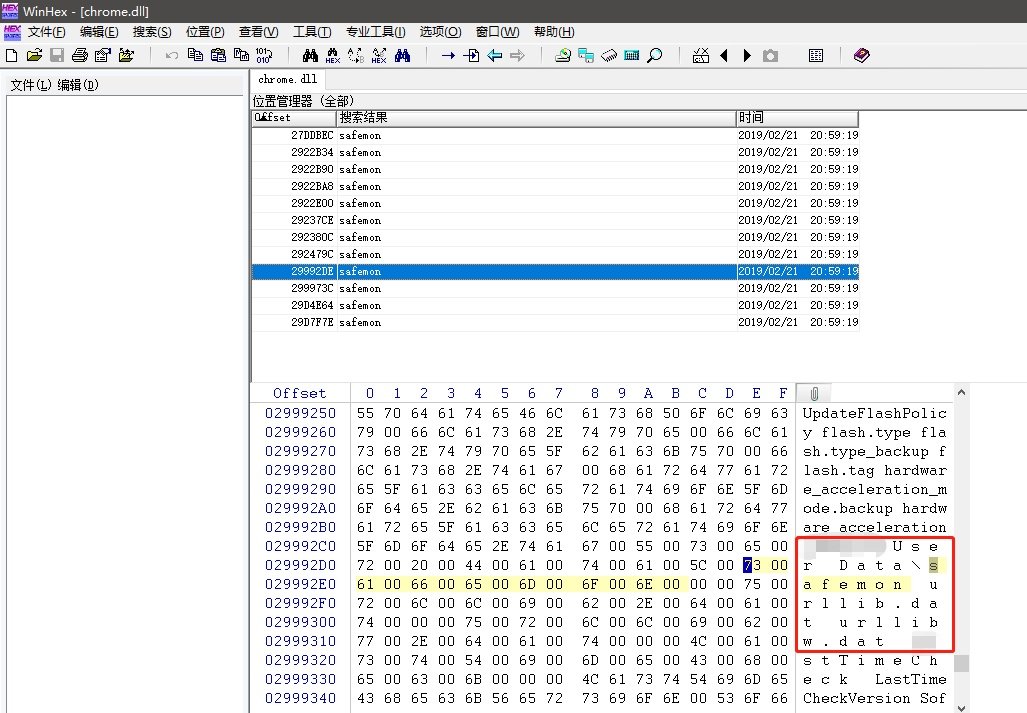 WinHex - [chrome.dll]
文件(F) 编辑(E) 搜索(S) 位置(P) 查看(V) 工具(T) 专业工具(I) 选项(O) 窗口(W) 帮助(H)
文件(L) 编辑(D)
chrome.dll
位置管理器 (全部)
Offset 搜索结果 时间
27DDBEC safemon 2019/02/21 20:59:19
2922B34 safemon 2019/02/21 20:59:19
2922B90 safemon 2019/02/21 20:59:19
2922BA8 safemon 2019/02/21 20:59:19
2922E00 safemon 2019/02/21 20:59:19
29237CE safemon 2019/02/21 20:59:19
292380C safemon 2019/02/21 20:59:19
292479C safemon 2019/02/21 20:59:19
29992DE safemon 2019/02/21 20:59:19
299973C safemon 2019/02/21 20:59:19
29D4E64 safemon 2019/02/21 20:59:19
29D7F7E safemon 2019/02/21 20:59:19
Offset 0 1 2 3 4 5 6 7 8 9 A B C D E F
02999250 55 70 64 61 74 65 46 6C 61 73 68 50 6F 6C 69 63 UpdateFlashPolic
02999260 79 00 66 6C 61 73 68 2E 74 79 70 65 00 66 6C 61 y flash.type fla
02999270 73 68 2E 74 79 70 65 5F 62 61 63 6B 75 70 00 66 sh.type_backup f
02999280 6C 61 73 68 2E 74 61 67 00 68 61 72 64 77 61 72 lash.tag hardwar
02999290 65 5F 61 63 63 65 6C 65 72 61 74 69 6F 6E 5F 6D e_acceleration_m
029992A0 6F 64 65 2E 62 61 63 6B 75 70 00 68 61 72 64 77 ode.backup hardw
029992B0 61 72 65 5F 61 63 63 65 6C 65 72 61 74 69 6F 6E are acceleration
029992C0 5F 6D 6F 64 65 2E 74 61 67 00 55 00 73 00 65 00 U s e
029992D0 72 00 20 00 44 00 61 00 74 00 61 00 5C 00 73 00 r D a t a \ s
029992E0 61 00 66 00 65 00 6D 00 6F 00 6E 00 00 00 75 00 a f e m o n u
029992F0 72 00 6C 00 6C 00 69 00 62 00 2E 00 64 00 61 00 r l l i b . d a
02999300 74 00 00 00 75 00 72 00 6C 00 6C 00 69 00 62 00 t u r l l i b
02999310 77 00 2E 00 64 00 61 00 74 00 00 00 4C 00 61 00 w . d a t
02999320 73 00 74 00 54 00 69 00 6D 00 65 00 43 00 68 00 s t T i m e C h
02999330 65 00 63 00 6B 00 00 00 4C 61 73 74 54 69 6D 65 e c k LastTime
02999340 43 68 65 63 6B 56 65 72 73 69 6F 6E 00 53 6F 66 CheckVersion Sof